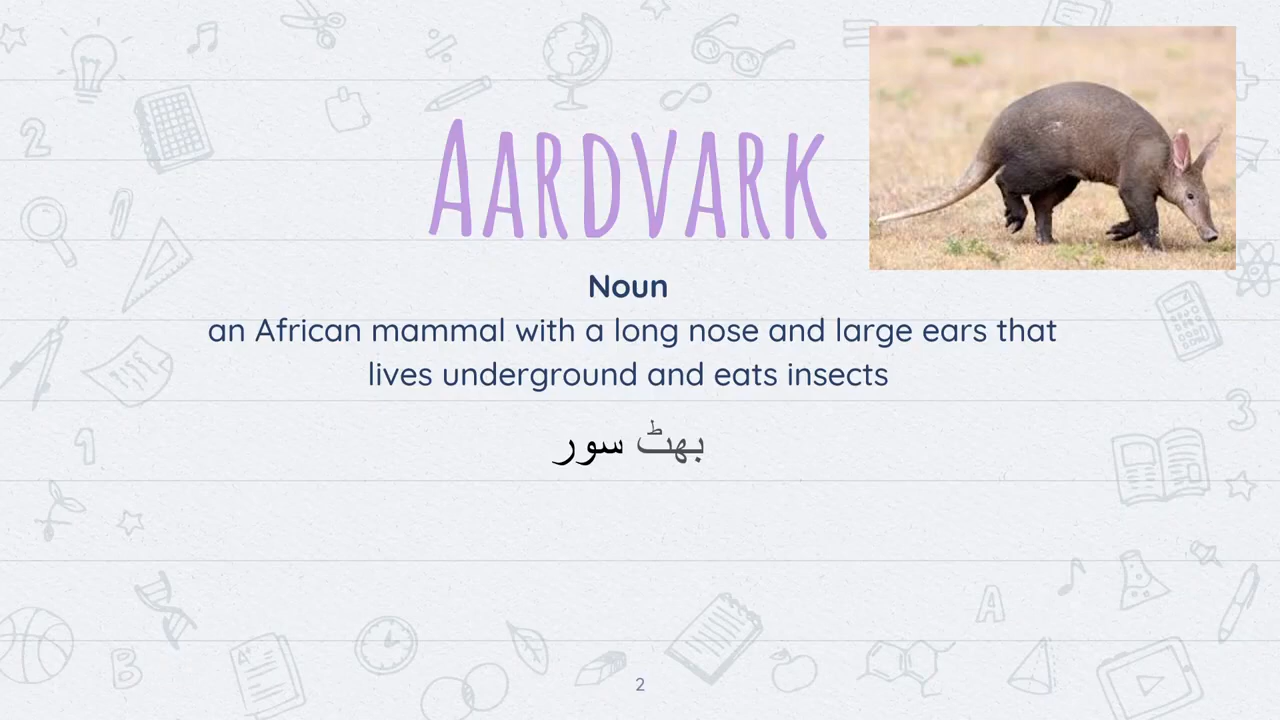 AARDVARK
Noun
an African mammal with a long nose and large ears that
lives underground and eats insects
بھٹ سور
2